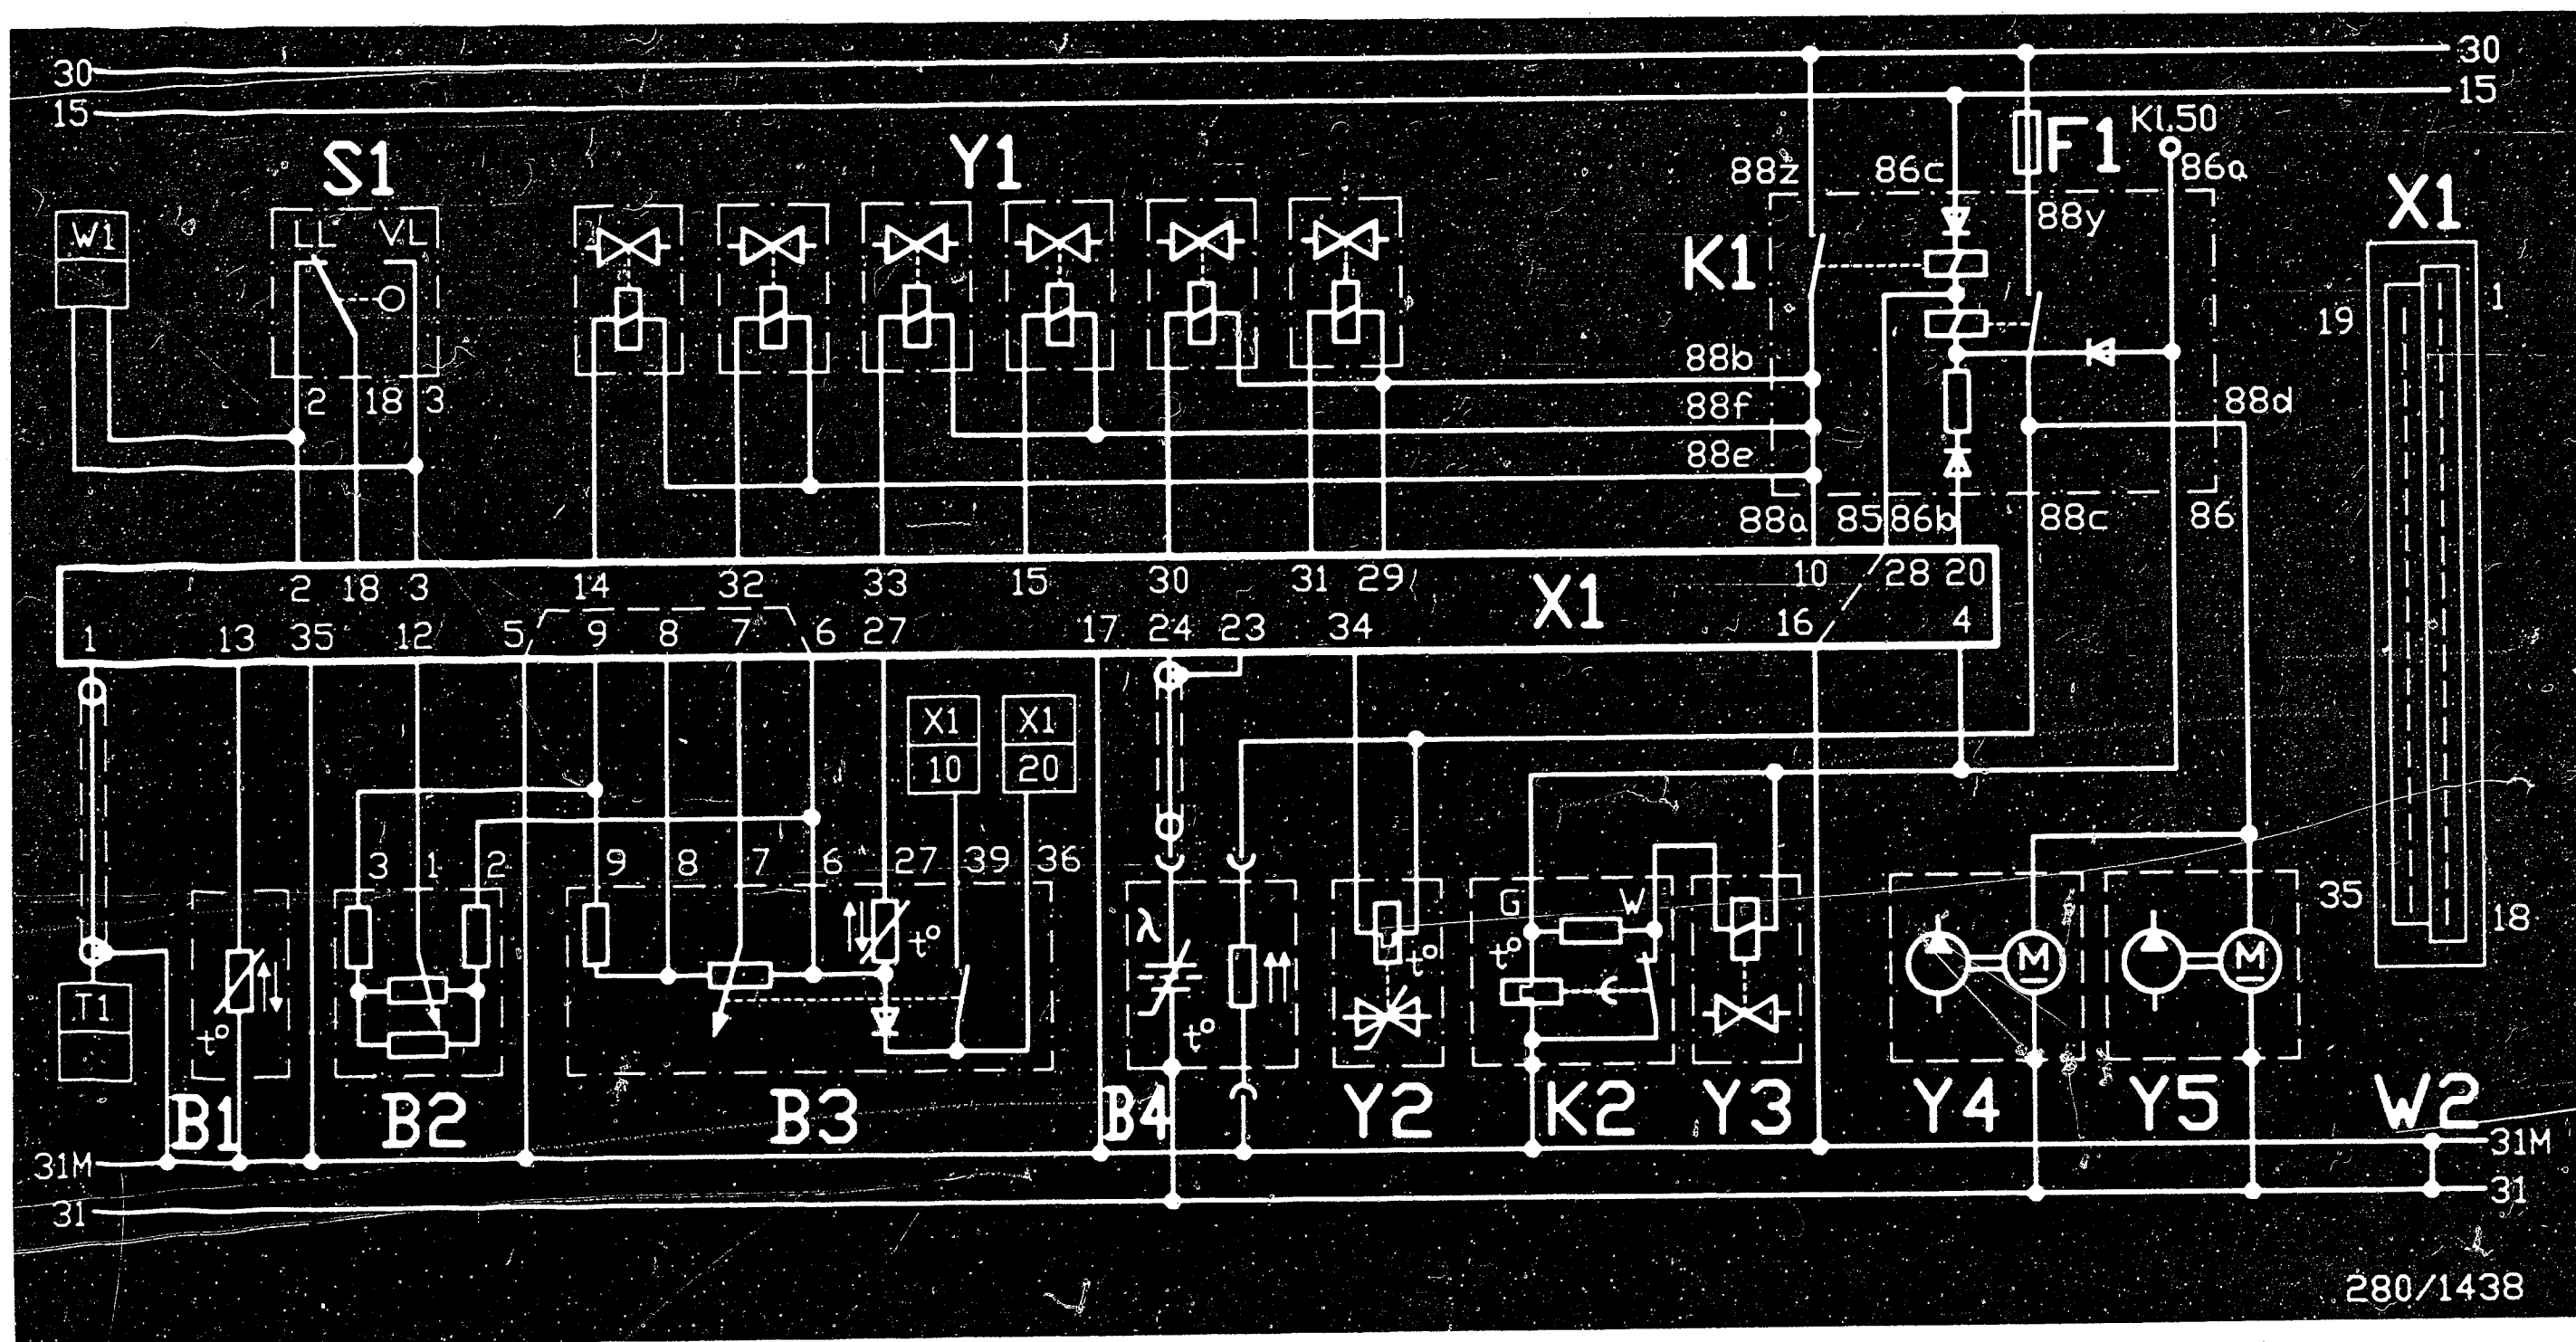 30 30
15 15
Kl.50
S1 Y1 F1
88z 86c 86a
X1
W1 LL VL 88y
K1
19 1
88b
2 18 3 88f 88d
88e
88a 85 86b 88c 86
2 18 3 14 32 33 15 30 31 29 X1 10 28 20
1 13 35 12 5 9 8 7 6 27 17 24 23 34 16 4
X1 X1
10 20
3 1 2 9 8 7 6 27 39 36
35 18
λ G W
t° t° t°
M M
T1 t° t°
B1 B2 B3 B4 Y2 K2 Y3 Y4 Y5 W2
31M 31M
31 31
280/1438